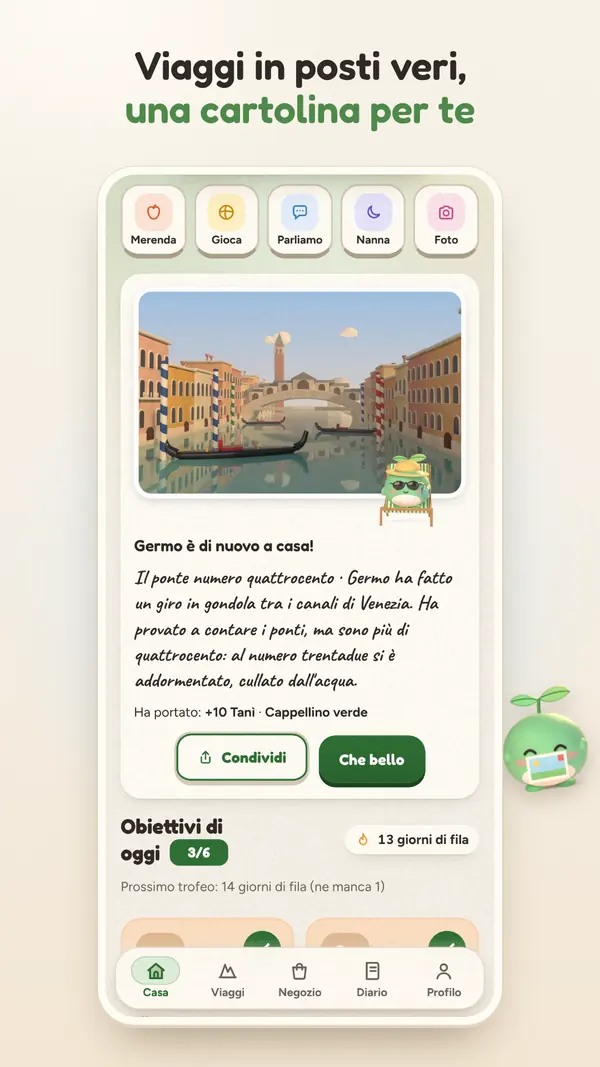 Viaggi in posti veri,
una cartolina per te
Merenda
Gioca
Parliamo
Nanna
Foto
Germo è di nuovo a casa!
Il ponte numero quattrocento · Germo ha fatto
un giro in gondola tra i canali di Venezia. Ha
provato a contare i ponti, ma sono più di
quattrocento: al numero trentadue si è
addormentato, cullato dall'acqua.
Ha portato: +10 Tanì · Cappellino verde
Condividi
Che bello
Obiettivi di
oggi 3/6
13 giorni di fila
Prossimo trofeo: 14 giorni di fila (ne manca 1)
Casa
Viaggi
Negozio
Diario
Profilo